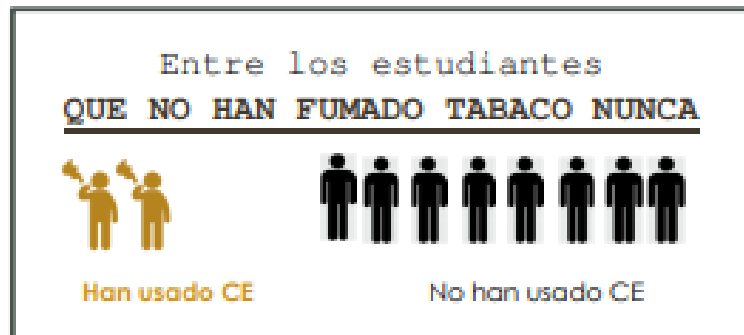 Entre los estudiantes
QUE NO HAN FUMADO TABACO NUNCA
Han usado CE
No han usado CE